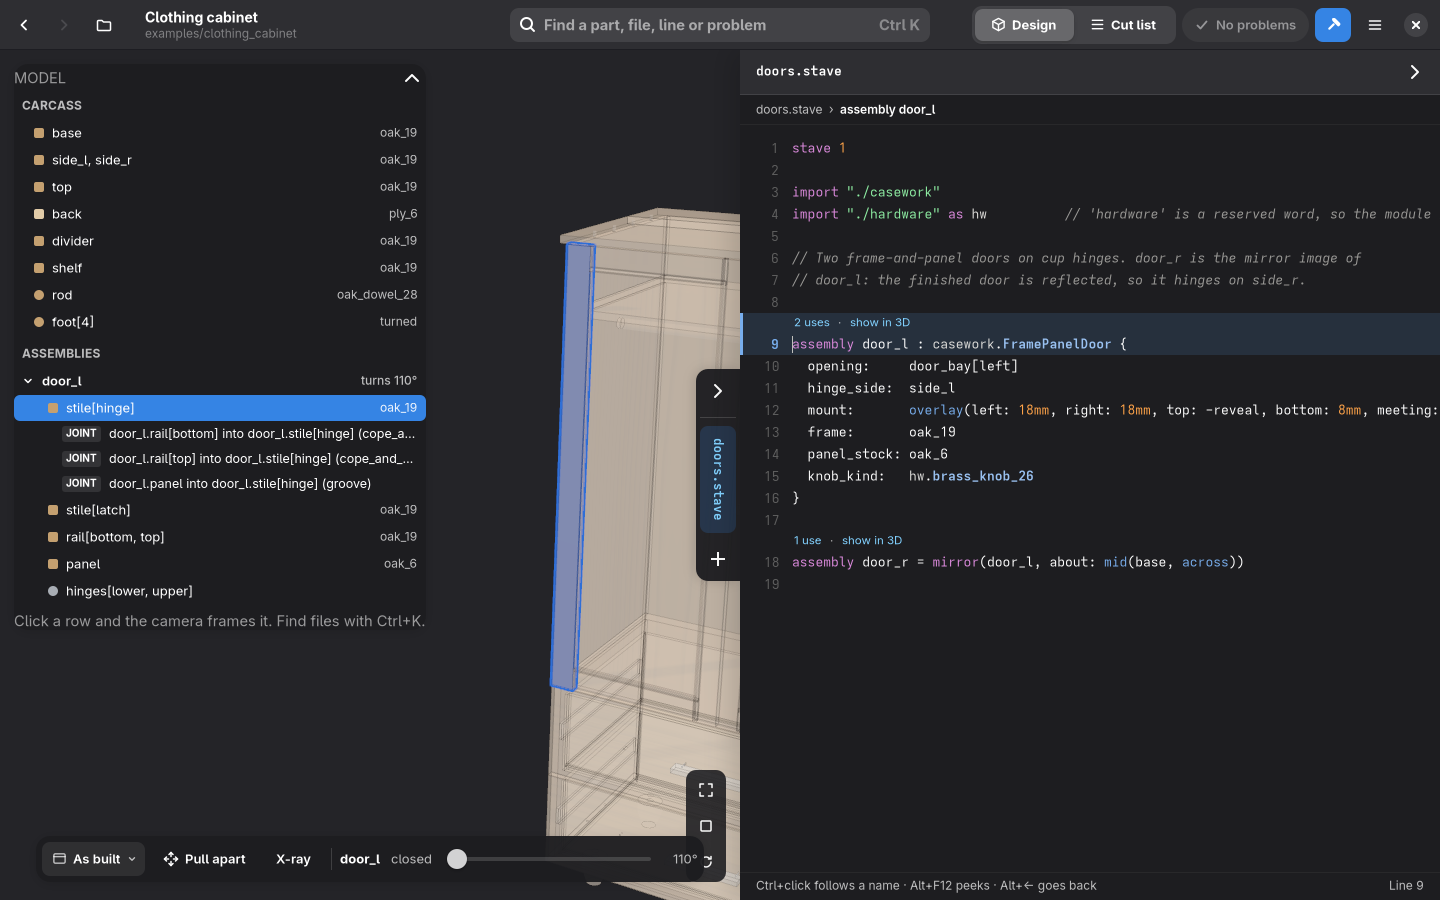 Clothing cabinet
examples/clothing_cabinet
Find a part, file, line or problem
Ctrl K
Design
Cut list
No problems
MODEL
CARCASS
base oak_19
side_l, side_r oak_19
top oak_19
back ply_6
divider oak_19
shelf oak_19
rod oak_dowel_28
foot[4] turned
ASSEMBLIES
door_l turns 110°
stile[hinge] oak_19
JOINT door_l.rail[bottom] into door_l.stile[hinge] (cope_a...
JOINT door_l.rail[top] into door_l.stile[hinge] (cope_and_...
JOINT door_l.panel into door_l.stile[hinge] (groove)
stile[latch] oak_19
rail[bottom, top] oak_19
panel oak_6
hinges[lower, upper]
Click a row and the camera frames it. Find files with Ctrl+K.
As built
Pull apart
X-ray
door_l closed 110°
doors.stave
doors.stave
doors.stave › assembly door_l
1 stave 1
2
3 import "./casework"
4 import "./hardware" as hw // 'hardware' is a reserved word, so the module
5
6 // Two frame-and-panel doors on cup hinges. door_r is the mirror image of
7 // door_l: the finished door is reflected, so it hinges on side_r.
8
2 uses · show in 3D
9 assembly door_l : casework.FramePanelDoor {
10 opening: door_bay[left]
11 hinge_side: side_l
12 mount: overlay(left: 18mm, right: 18mm, top: -reveal, bottom: 8mm, meeting:
13 frame: oak_19
14 panel_stock: oak_6
15 knob_kind: hw.brass_knob_26
16 }
17
1 use · show in 3D
18 assembly door_r = mirror(door_l, about: mid(base, across))
19
Ctrl+click follows a name · Alt+F12 peeks · Alt+← goes back
Line 9